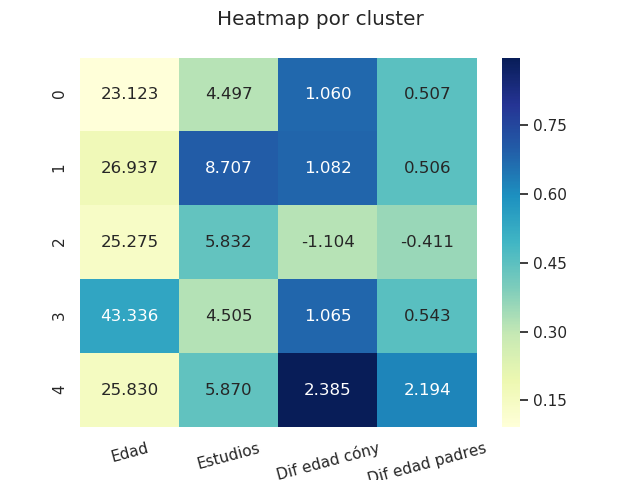 Heatmap por cluster
0 23.123 4.497 1.060 0.507
1 26.937 8.707 1.082 0.506
2 25.275 5.832 -1.104 -0.411
3 43.336 4.505 1.065 0.543
4 25.830 5.870 2.385 2.194
Edad Estudios Dif edad cóny Dif edad padres
0.75
0.60
0.45
0.30
0.15